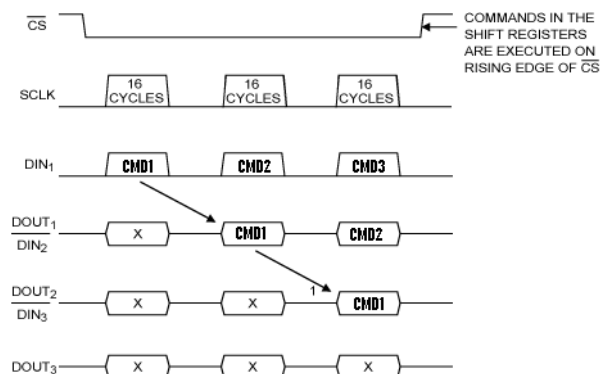 CS
COMMANDS IN THE
SHIFT REGISTERS
ARE EXECUTED ON
RISING EDGE OF CS
SCLK
16
CYCLES
16
CYCLES
16
CYCLES
DIN1
CMD1
CMD2
CMD3
DOUT1
DIN2
X
CMD1
CMD2
DOUT2
DIN3
X
X
1
CMD1
DOUT3
X
X
X